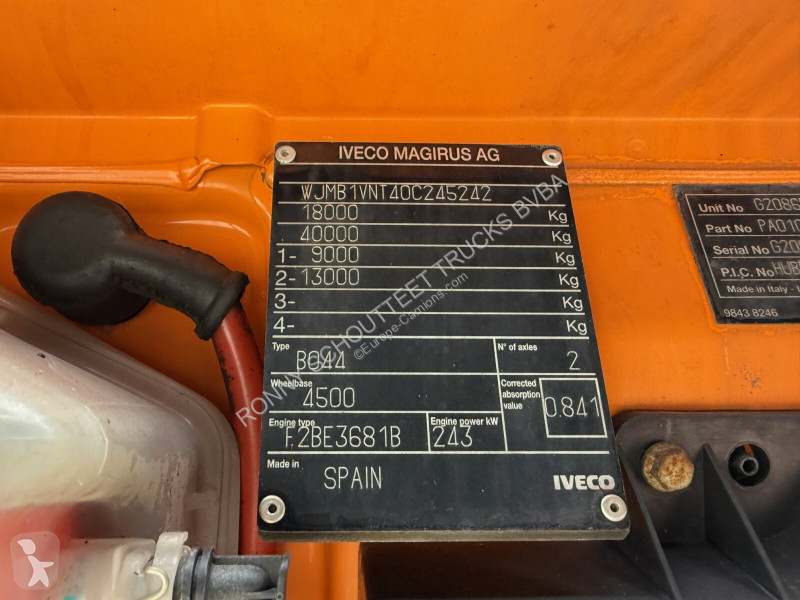 IVECO MAGIRUS AG
WJMB1VNT40C245242
18000 Kg
40000 Kg
1- 9000 Kg
2- 13000 Kg
3- Kg
4- Kg
Type B044 N° of axles 2
Wheelbase 4500 Corrected absorption value 0.841
Engine type F2BE3681B Engine power kW 243
Made in SPAIN IVECO
Unit No
Part No
Serial No
P.I.C. No
Made in Italy
9843 8246
RONNY SCHOUTTEET TRUCKS BVBA
©Europe-Camions.com